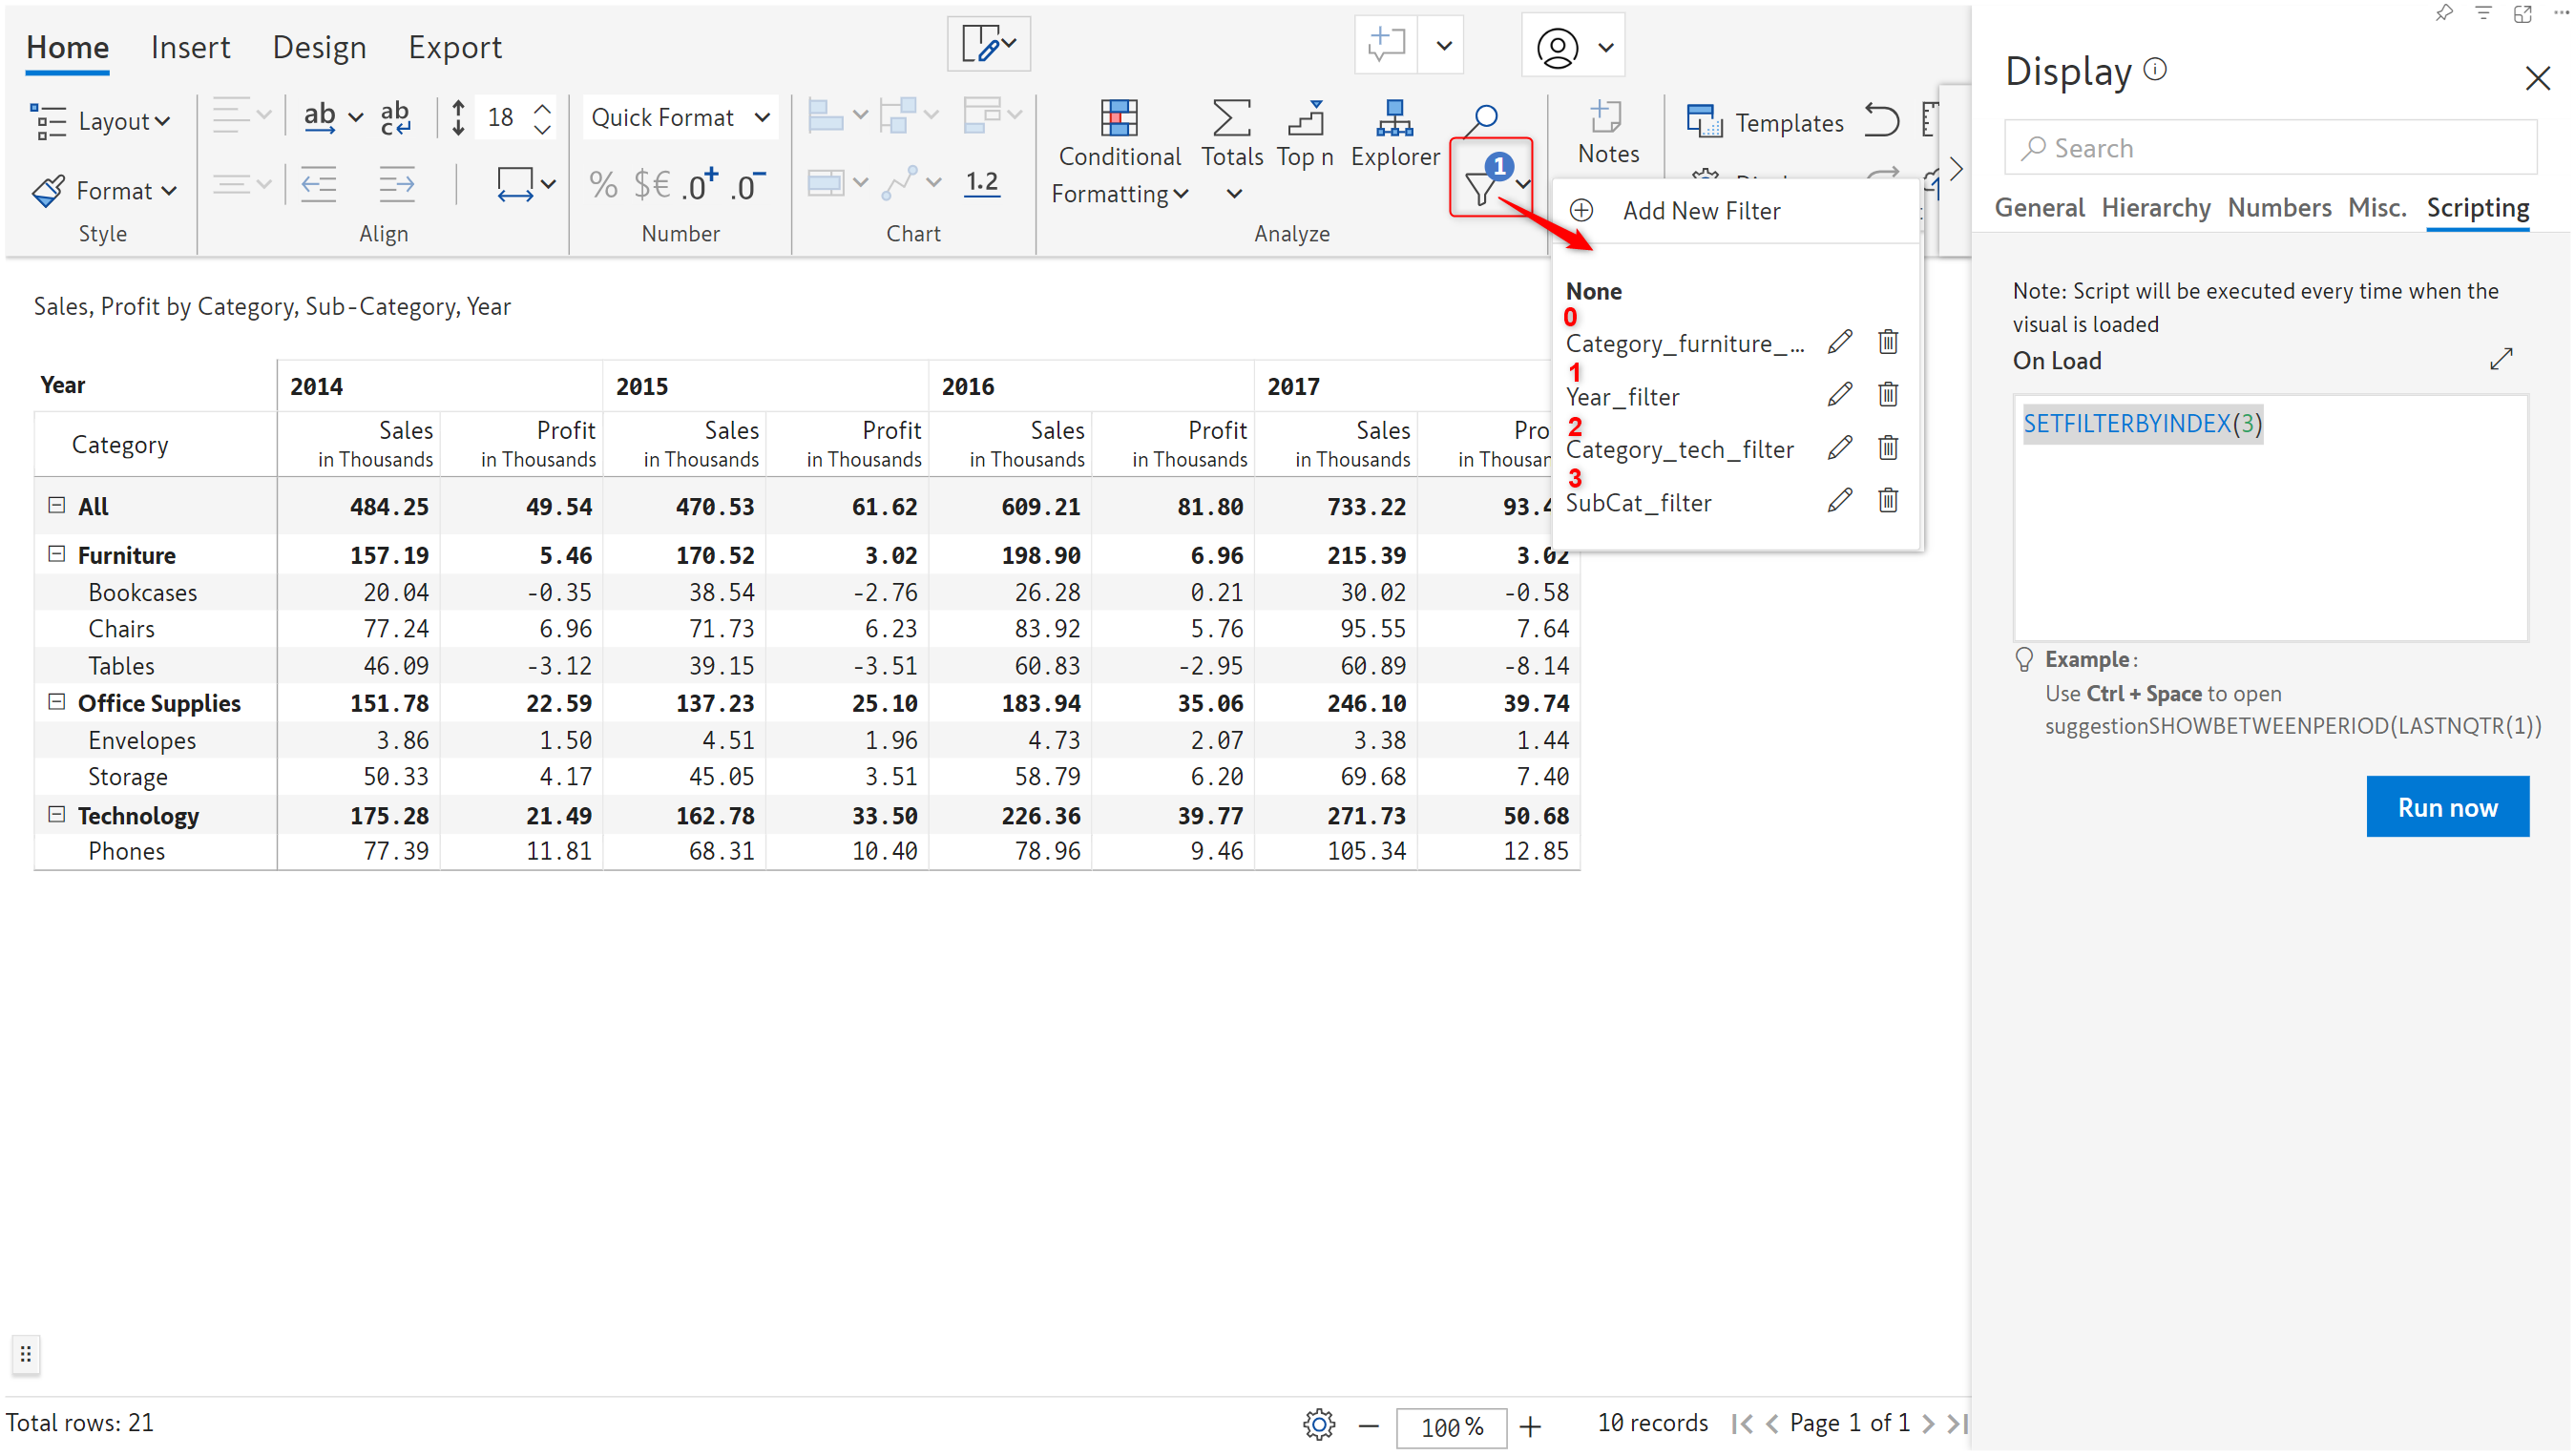 Home Insert Design Export
Layout
ab
ab
c
18
Quick Format
Conditional
Formatting
Totals
Top n
Explorer
1
Notes
Templates
Format
% $€ .0+ .0-
1.2
Style
Align
Number
Chart
Analyze
Add New Filter
None
0
Category_furniture_...
1
Year_filter
2
Category_tech_filter
3
SubCat_filter
Sales, Profit by Category, Sub-Category, Year
Year 2014 2015 2016 2017
Category Sales Profit Sales Profit Sales Profit Sales Pro
in Thousands in Thousands in Thousands in Thousands in Thousands in Thousands in Thousands in Thousan
All 484.25 49.54 470.53 61.62 609.21 81.80 733.22 93.4
Furniture 157.19 5.46 170.52 3.02 198.90 6.96 215.39 3.02
Bookcases 20.04 -0.35 38.54 -2.76 26.28 0.21 30.02 -0.58
Chairs 77.24 6.96 71.73 6.23 83.92 5.76 95.55 7.64
Tables 46.09 -3.12 39.15 -3.51 60.83 -2.95 60.89 -8.14
Office Supplies 151.78 22.59 137.23 25.10 183.94 35.06 246.10 39.74
Envelopes 3.86 1.50 4.51 1.96 4.73 2.07 3.38 1.44
Storage 50.33 4.17 45.05 3.51 58.79 6.20 69.68 7.40
Technology 175.28 21.49 162.78 33.50 226.36 39.77 271.73 50.68
Phones 77.39 11.81 68.31 10.40 78.96 9.46 105.34 12.85
Total rows: 21
100%
10 records
Page 1 of 1
Display
Search
General Hierarchy Numbers Misc. Scripting
Note: Script will be executed every time when the
visual is loaded
On Load
SETFILTERBYINDEX(3)
Example:
Use Ctrl + Space to open
suggestionSHOWBETWEENPERIOD(LASTNQTR(1))
Run now